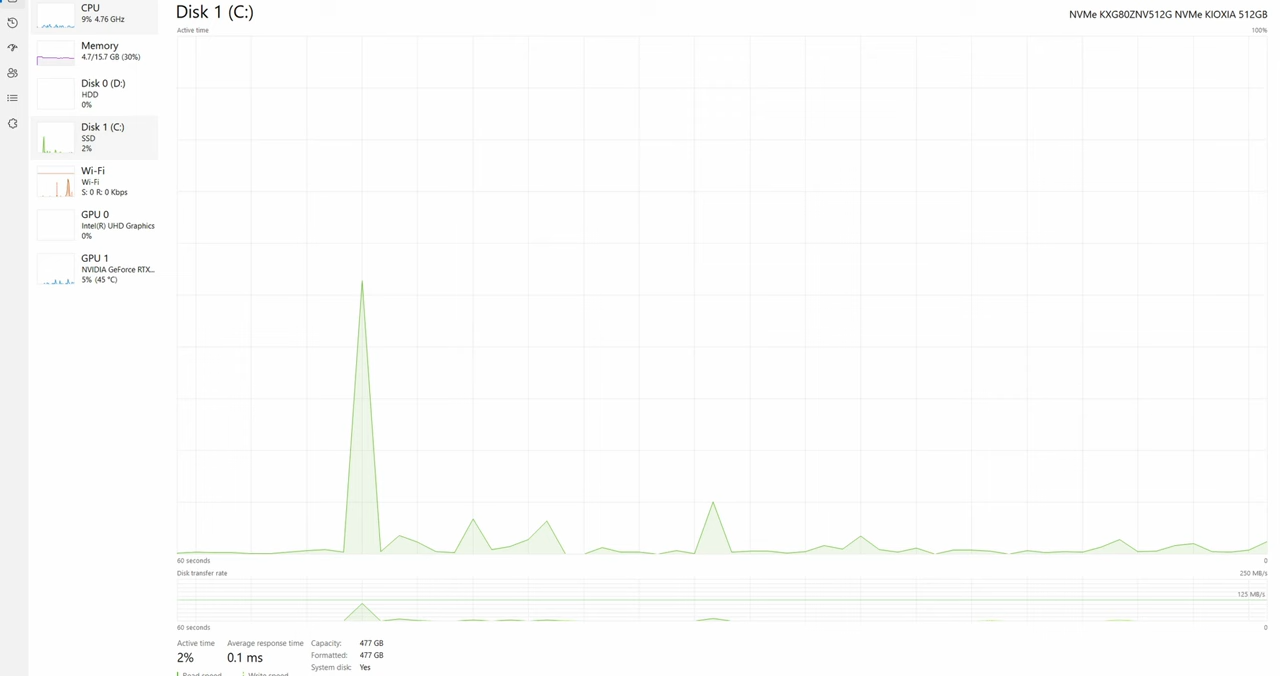 CPU
9% 4.76 GHz
Memory
4.7/15.7 GB (30%)
Disk 0 (D:)
HDD
0%
Disk 1 (C:)
SSD
2%
Wi-Fi
Wi-Fi
S: 0 R: 0 Kbps
GPU 0
Intel(R) UHD Graphics
0%
GPU 1
NVIDIA GeForce RTX...
5% (45 °C)
Disk 1 (C:)
NVMe KXG80ZNV512G NVMe KIOXIA 512GB
Active time
100%
60 seconds
0
Disk transfer rate
250 MB/s
125 MB/s
60 seconds
0
Active time
2%
Average response time
0.1 ms
Capacity: 477 GB
Formatted: 477 GB
System disk: Yes
Read speed
Write speed